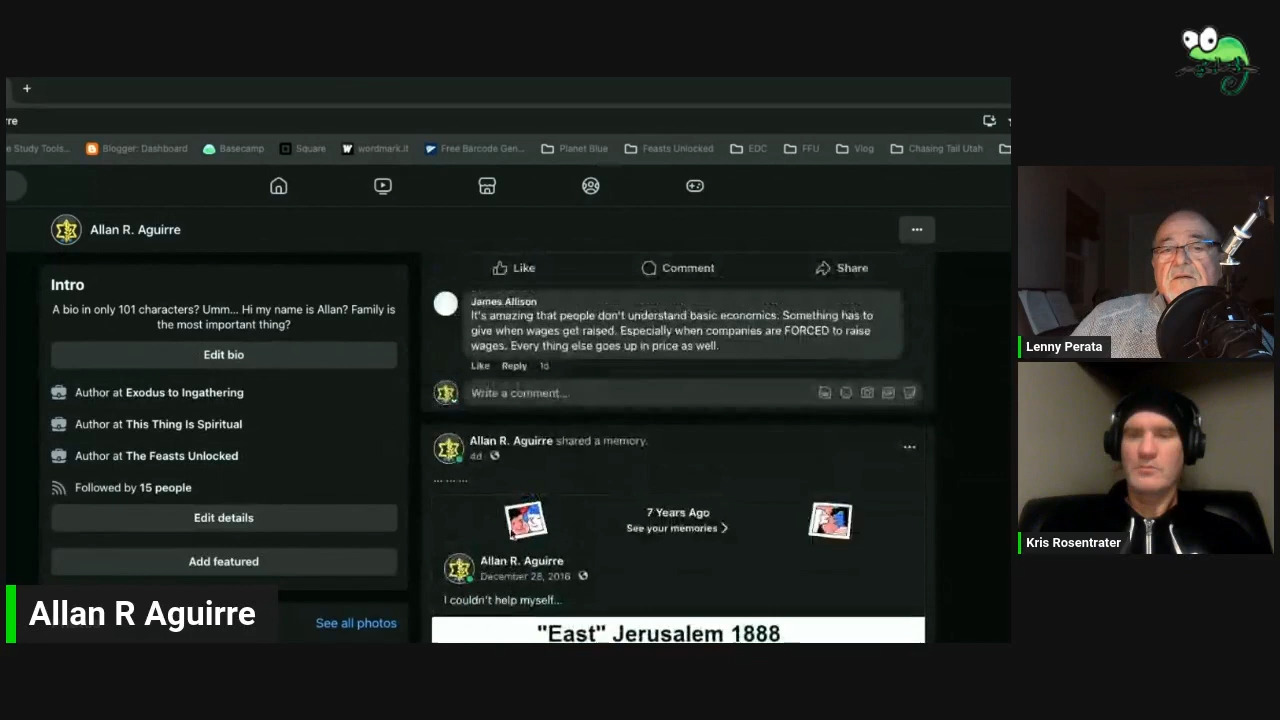 +
rre
e Study Tools...
Blogger: Dashboard
Basecamp
Square
wordmark.it
Free Barcode Gen...
Planet Blue
Feasts Unlocked
EDC
FFU
Vlog
Chasing Tail Utah
Allan R. Aguirre
...
Intro
A bio in only 101 characters? Umm... Hi my name is Allan? Family is
the most important thing?
Edit bio
Author at Exodus to Ingathering
Author at This Thing Is Spiritual
Author at The Feasts Unlocked
Followed by 15 people
Edit details
Add featured
See all photos
Like
Comment
Share
James Allison
It's amazing that people don't understand basic economics. Something has to
give when wages get raised. Especially when companies are FORCED to raise
wages. Every thing else goes up in price as well.
Like Reply 1d
Write a comment...
Allan R. Aguirre shared a memory.
4d
... ... ...
7 Years Ago
See your memories
Allan R. Aguirre
December 28, 2016
I couldn't help myself...
"East" Jerusalem 1888
Allan R Aguirre
Lenny Perata
Kris Rosentrater